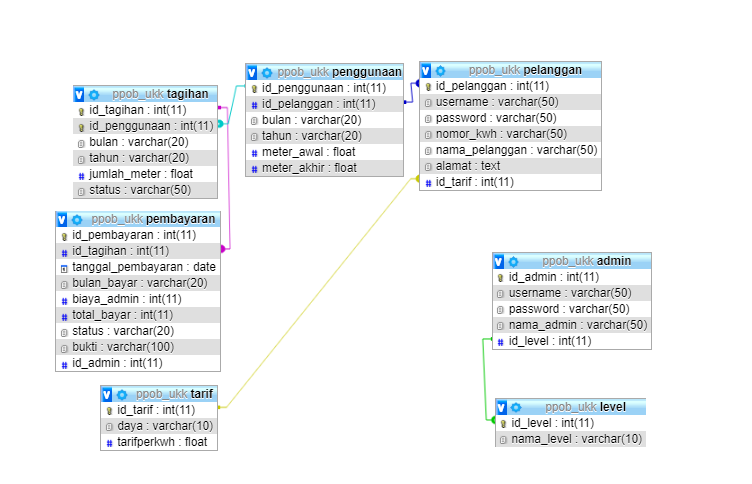 ppob_ukk tagihan
id_tagihan : int(11)
id_penggunaan : int(11)
bulan : varchar(20)
tahun : varchar(20)
jumlah_meter : float
status : varchar(50)
ppob_ukk penggunaan
id_penggunaan : int(11)
id_pelanggan : int(11)
bulan : varchar(20)
tahun : varchar(20)
meter_awal : float
meter_akhir : float
ppob_ukk pelanggan
id_pelanggan : int(11)
username : varchar(50)
password : varchar(50)
nomor_kwh : varchar(50)
nama_pelanggan : varchar(50)
alamat : text
id_tarif : int(11)
ppob_ukk pembayaran
id_pembayaran : int(11)
id_tagihan : int(11)
tanggal_pembayaran : date
bulan_bayar : varchar(20)
biaya_admin : int(11)
total_bayar : int(11)
status : varchar(20)
bukti : varchar(100)
id_admin : int(11)
ppob_ukk admin
id_admin : int(11)
username : varchar(50)
password : varchar(50)
nama_admin : varchar(50)
id_level : int(11)
ppob_ukk tarif
id_tarif : int(11)
daya : varchar(10)
tarifperkwh : float
ppob_ukk level
id_level : int(11)
nama_level : varchar(10)